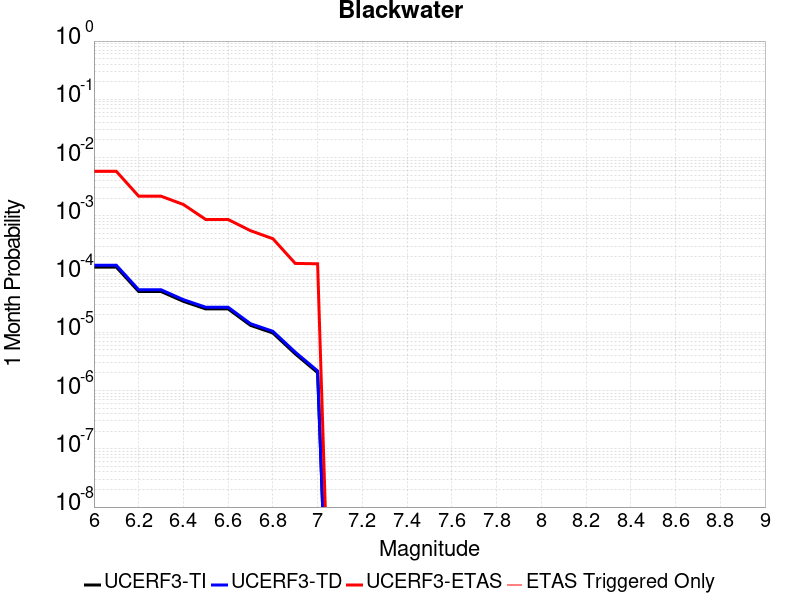 Blackwater
10^0
10^-1
10^-2
10^-3
10^-4
10^-5
10^-6
10^-7
10^-8
1 Month Probability
6 6.2 6.4 6.6 6.8 7 7.2 7.4 7.6 7.8 8 8.2 8.4 8.6 8.8 9
Magnitude
UCERF3-TI UCERF3-TD UCERF3-ETAS ETAS Triggered Only